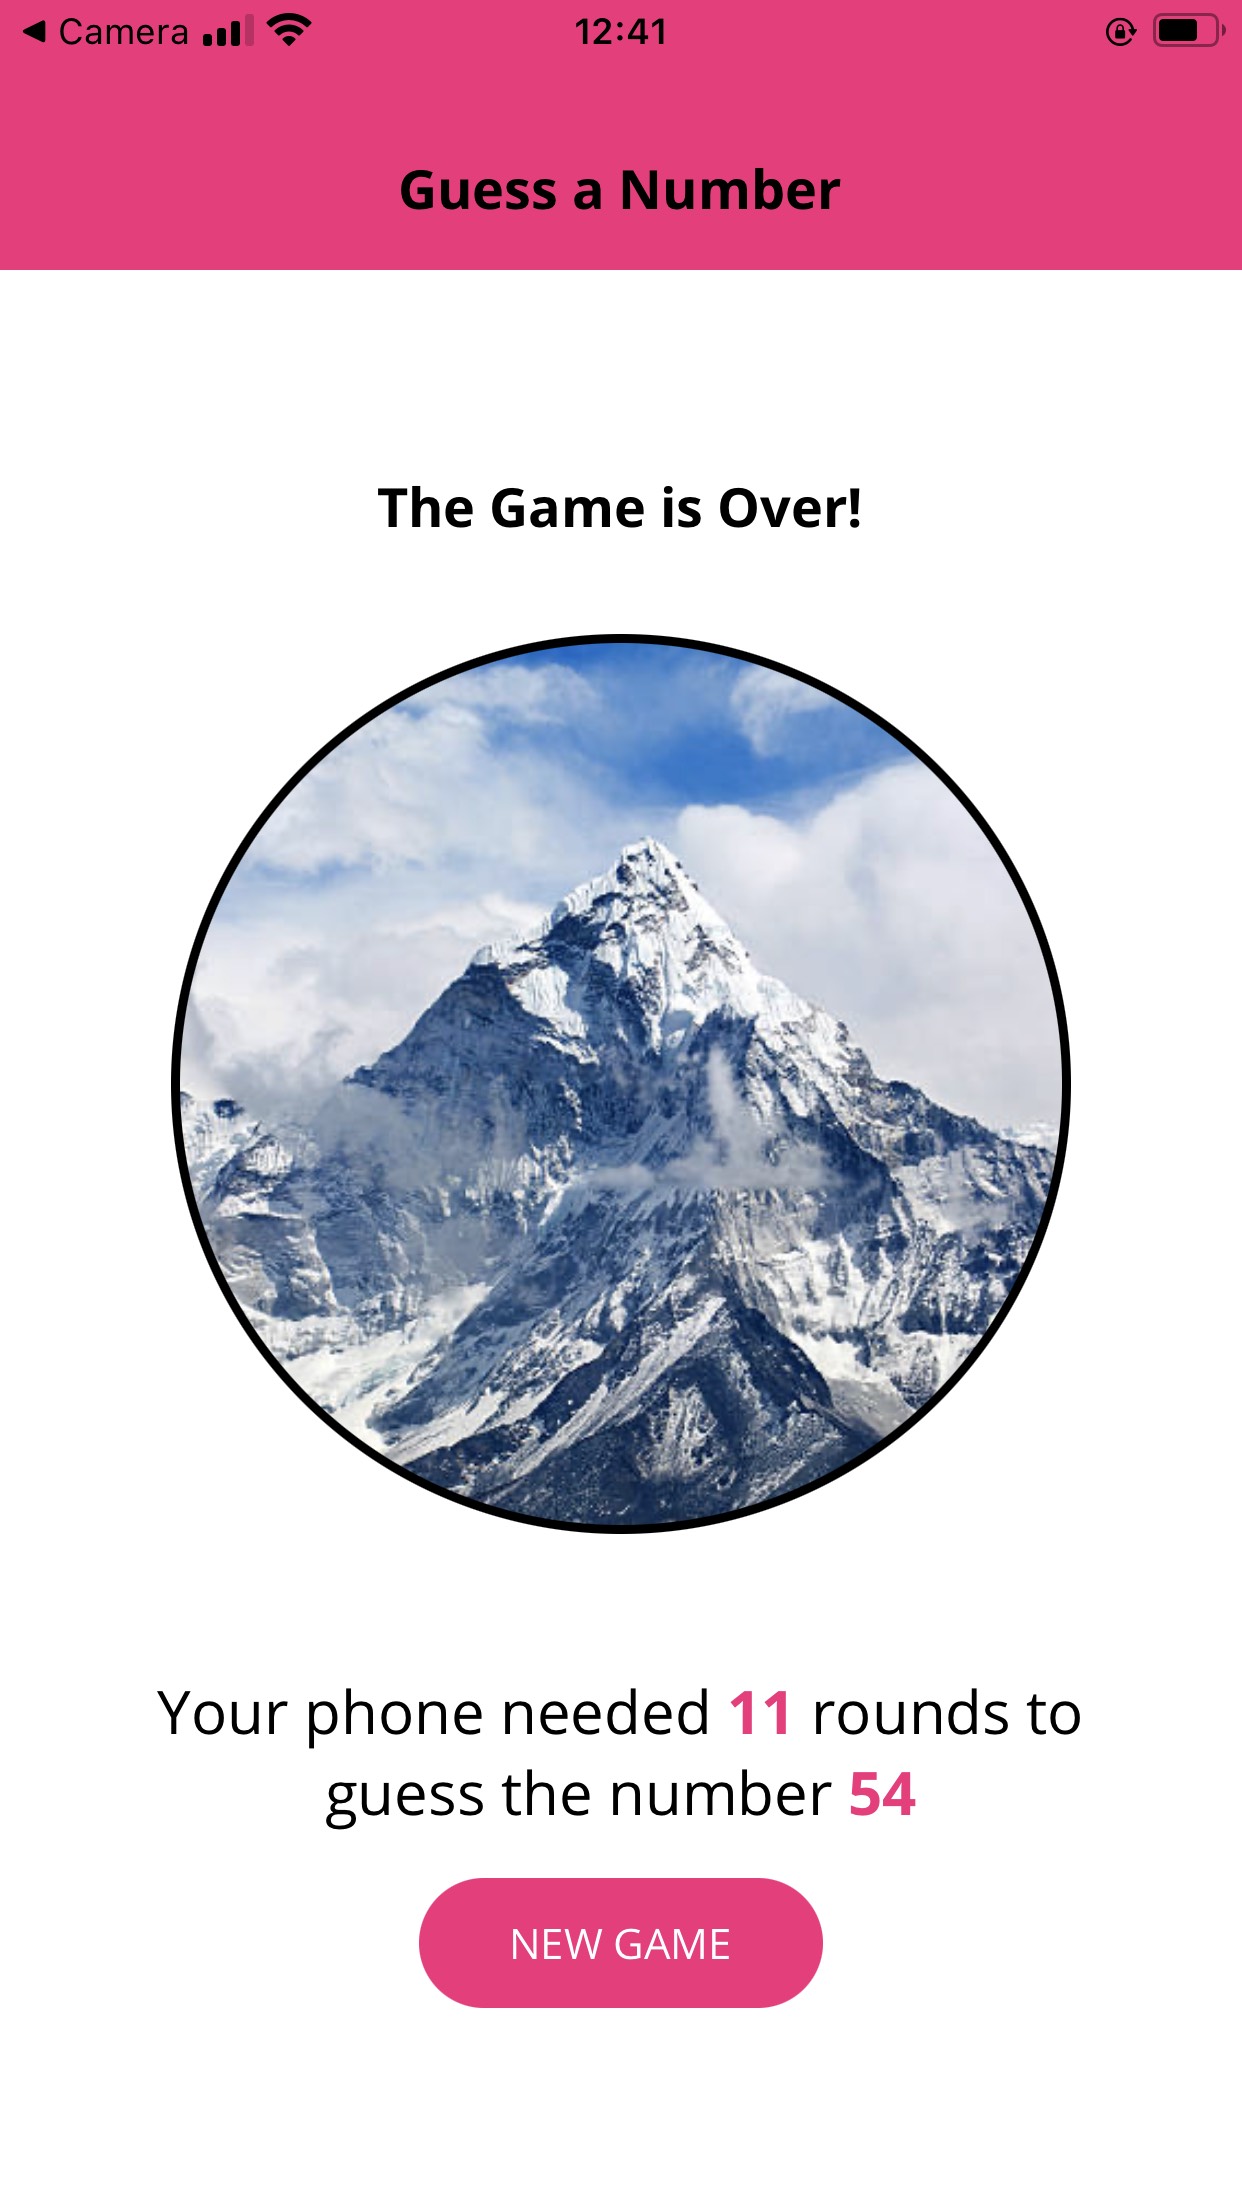 Camera 12:41
Guess a Number
The Game is Over!
Your phone needed 11 rounds to
guess the number 54
NEW GAME